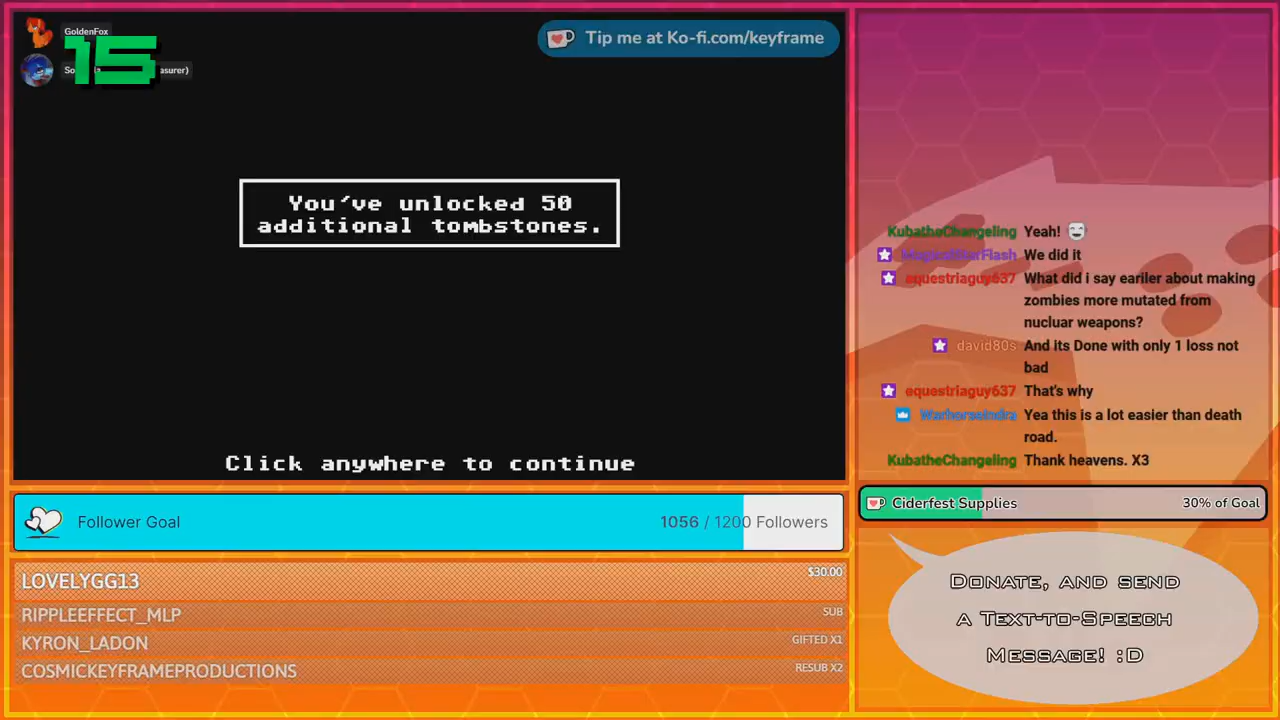 GoldenFox
15
So
asurer)
Tip me at Ko-fi.com/keyframe
You've unlocked 50
additional tombstones.
Click anywhere to continue
KubatheChangeling Yeah!
We did it
equestriaguy637 What did i say eariler about making
zombies more mutated from
nucluar weapons?
david80s And its Done with only 1 loss not
bad
equestriaguy637 That's why
Yea this is a lot easier than death
road.
KubatheChangeling Thank heavens. X3
Ciderfest Supplies 30% of Goal
Follower Goal 1056 / 1200 Followers
LOVELYGG13 $30.00
RIPPLEEFFECT_MLP SUB
KYRON_LADON GIFTED X1
COSMICKEYFRAMEPRODUCTIONS RESUB X2
Donate, and send
a Text-to-Speech
Message! :D